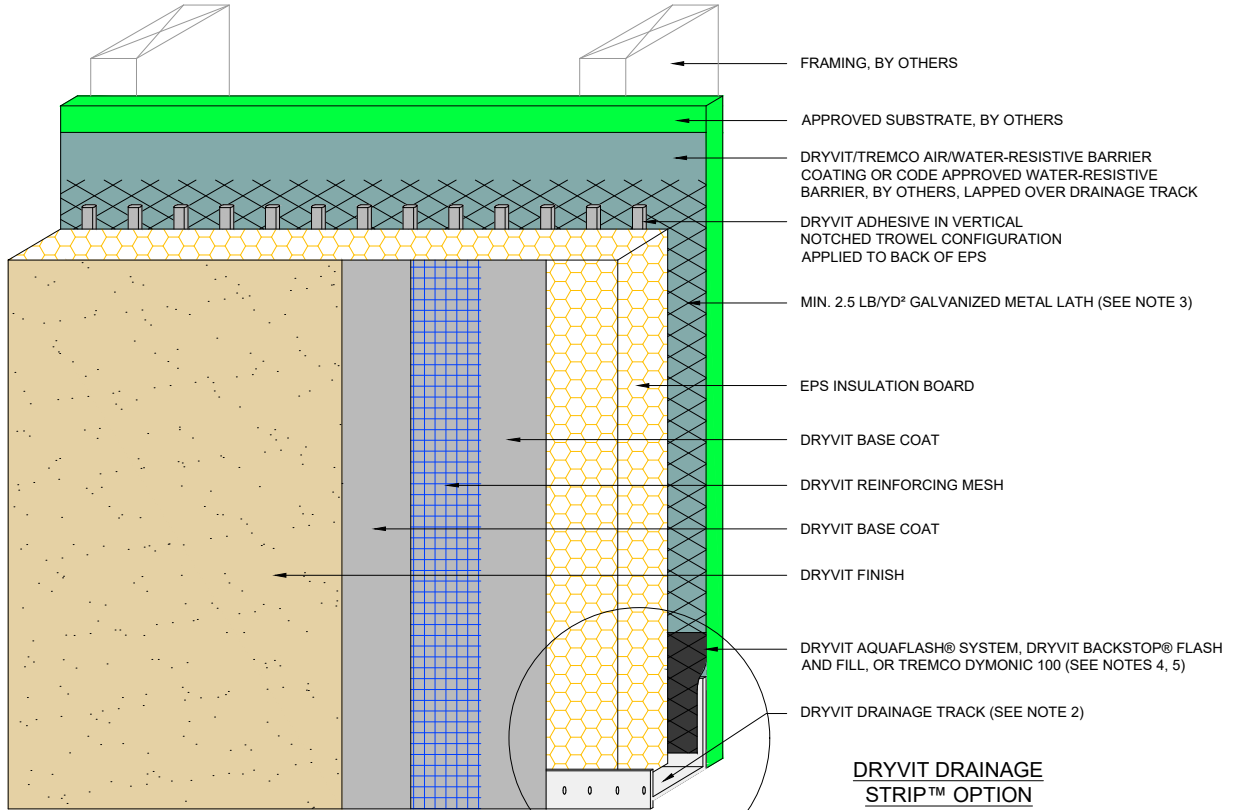 FRAMING, BY OTHERS
APPROVED SUBSTRATE, BY OTHERS
DRYVIT/TREMCO AIR/WATER-RESISTIVE BARRIER
COATING OR CODE APPROVED WATER-RESISTIVE
BARRIER, BY OTHERS, LAPPED OVER DRAINAGE TRACK
DRYVIT ADHESIVE IN VERTICAL
NOTCHED TROWEL CONFIGURATION
APPLIED TO BACK OF EPS
MIN. 2.5 LB/YD² GALVANIZED METAL LATH (SEE NOTE 3)
EPS INSULATION BOARD
DRYVIT BASE COAT
DRYVIT REINFORCING MESH
DRYVIT BASE COAT
DRYVIT FINISH
DRYVIT AQUAFLASH® SYSTEM, DRYVIT BACKSTOP® FLASH
AND FILL, OR TREMCO DYMONIC 100 (SEE NOTES 4, 5)
DRYVIT DRAINAGE TRACK (SEE NOTE 2)
DRYVIT DRAINAGE
STRIP™ OPTION